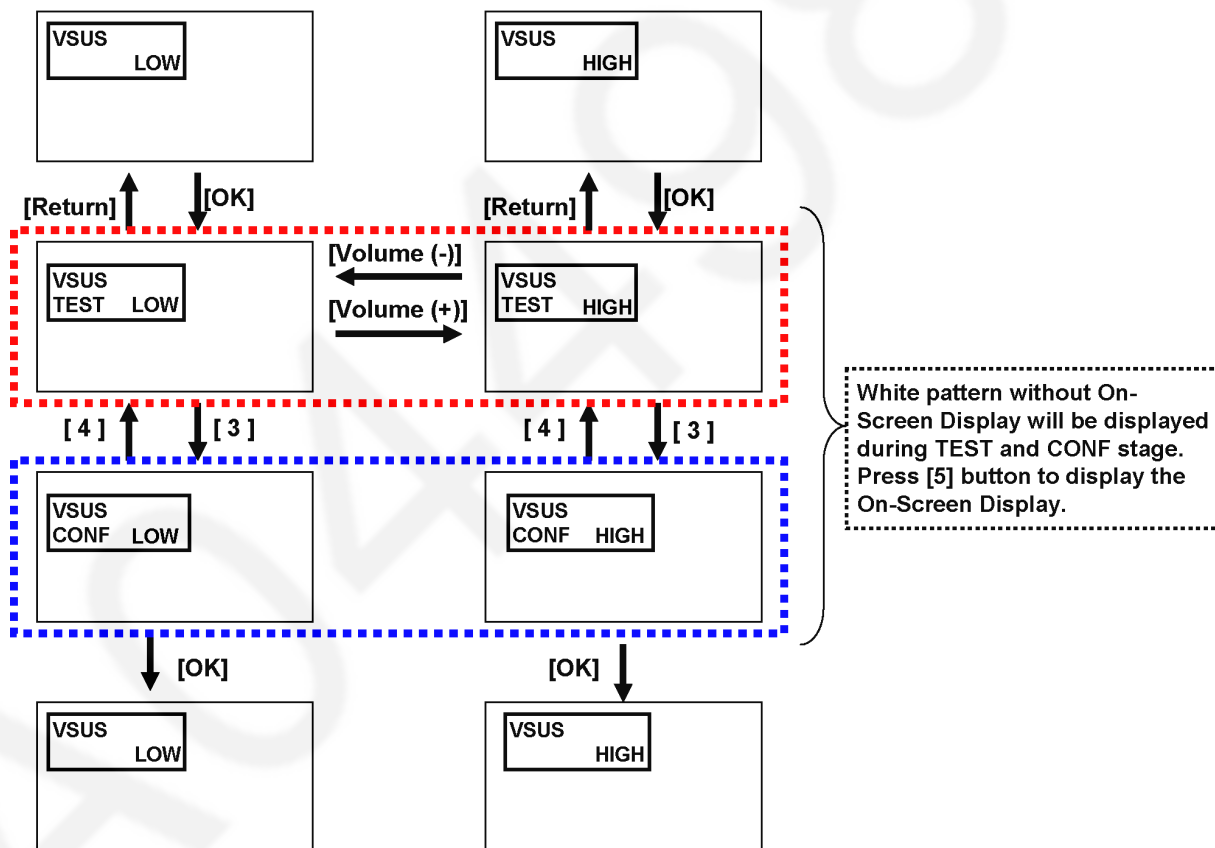 VSUS
LOW
VSUS
HIGH
[Return]
[OK]
[Return]
[OK]
VSUS
TEST LOW
[Volume (-)]
[Volume (+)]
VSUS
TEST HIGH
[ 4 ]
[ 3 ]
[ 4 ]
[ 3 ]
White pattern without On-
Screen Display will be displayed
during TEST and CONF stage.
Press [5] button to display the
On-Screen Display.
VSUS
CONF LOW
VSUS
CONF HIGH
[OK]
[OK]
VSUS
LOW
VSUS
HIGH